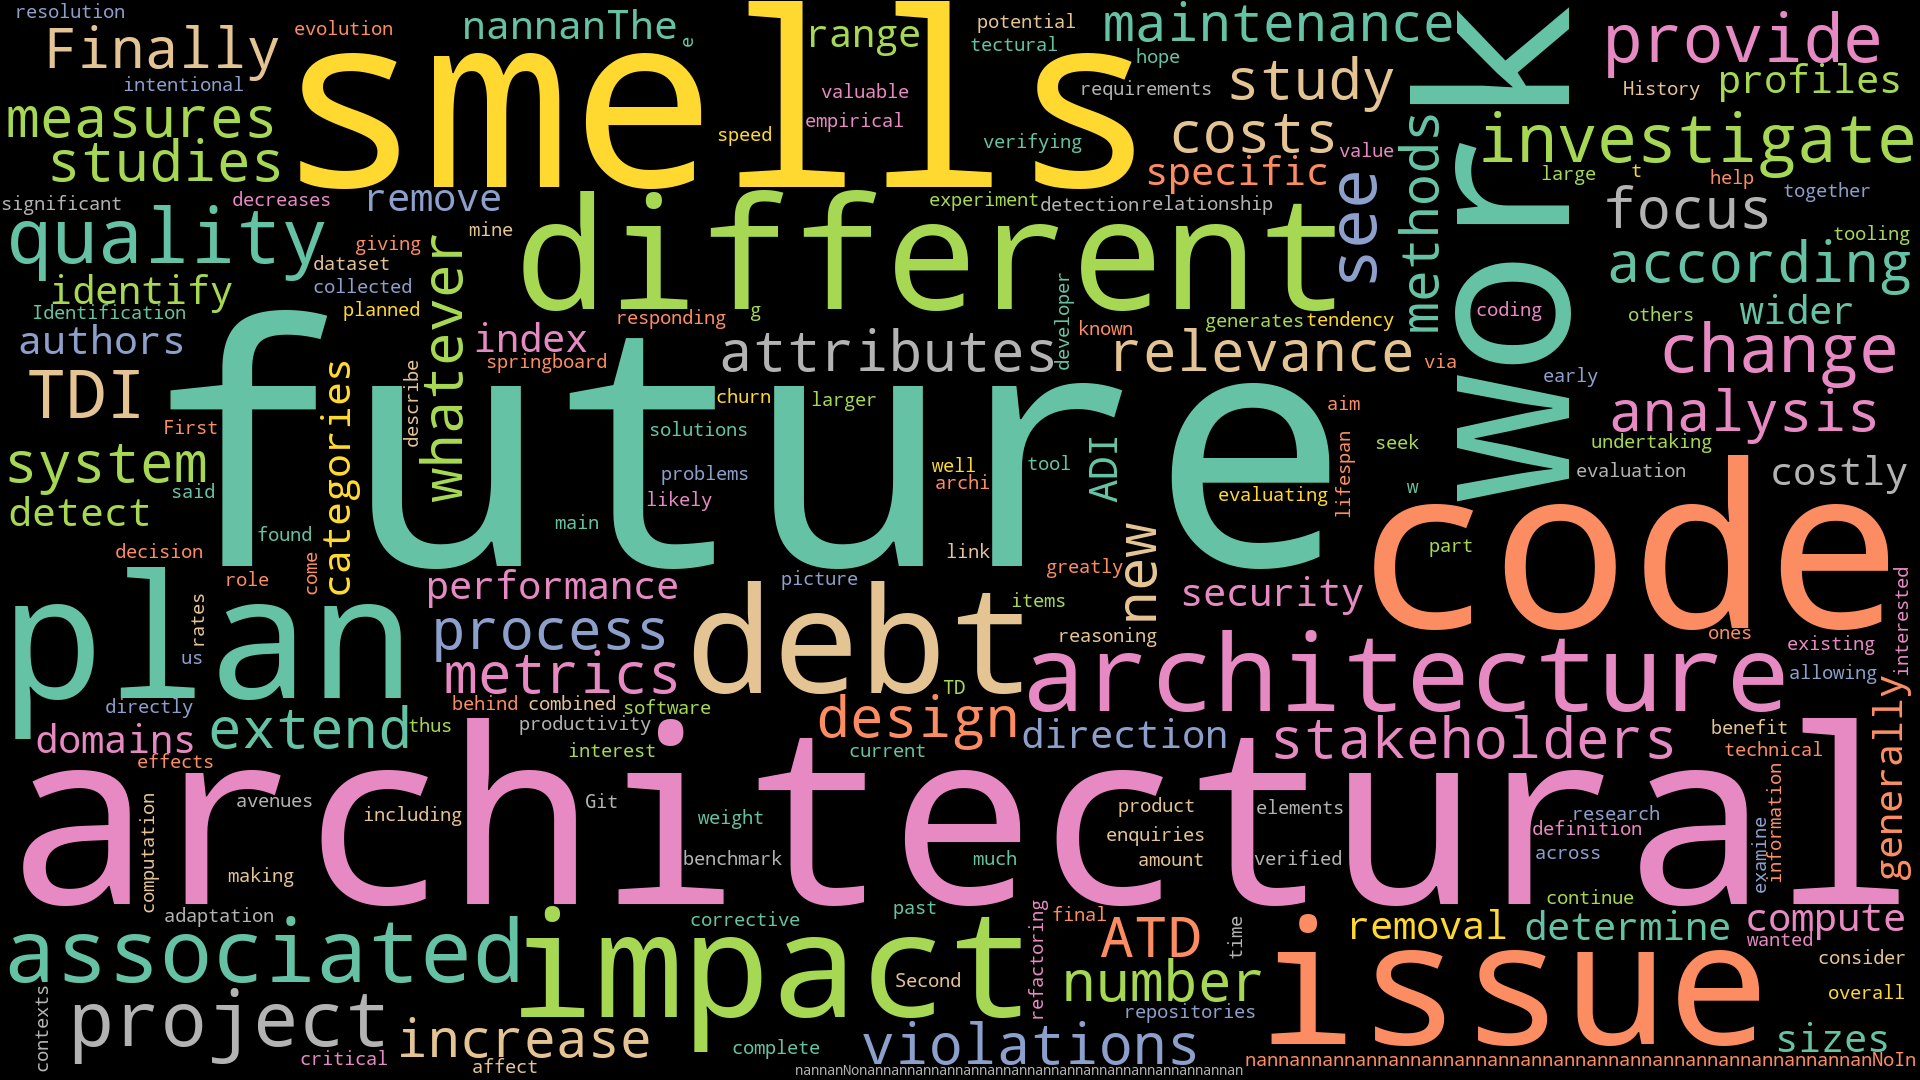 resolution
Finally
evolution
intentional
smells
nannanThe
e
range
potential
tectural
hope
maintenance
work
provide
profiles
History
measures
studies
valuable
empirical
speed
verifying
requirements
study
costs
specific
value
methods
investigate
large
t
help
together
significant
decreases
remove
mine
experiment
detection
relationship
see
focus
tooling
quality
giving
dataset
collected
whatever
different
according
identify
Identification
planned
responding
g
developer
known
generates
tendency
coding
others
wider
authors
index
springboard
attributes
relevance
via
early
change
TDI
categories
describe
future
churn
larger
aim
analysis
First
solutions
ADI
lifespan
seek
undertaking
system
said
problems
well
archi
tool
evaluating
evaluation
costly
detect
likely
w
code
found
main
link
new
part
decision
come
role
performance
picture
greatly
security
interested
plan
rates
us
process
debt
items
reasoning
ones
existing
allowing
metrics
TD
architecture
directly
behind
combined
software
design
direction
generally
domains
extend
thus
productivity
interest
current
stakeholders
benefit
technical
effects
architectural
avenues
including
Git
weight
product
elements
research
definition
information
computation
making
benchmark
much
enquiries
amount
verified
across
examine
continue
adaptation
corrective
past
refactoring
final
ATD
time
removal
determine
compute
wanted
associated
impact
Second
number
issue
consider
overall
contexts
project
increase
critical
affect
complete
violations
repositories
sizes
nannannannannannannannannannannannannannannannannannannannanNoIn